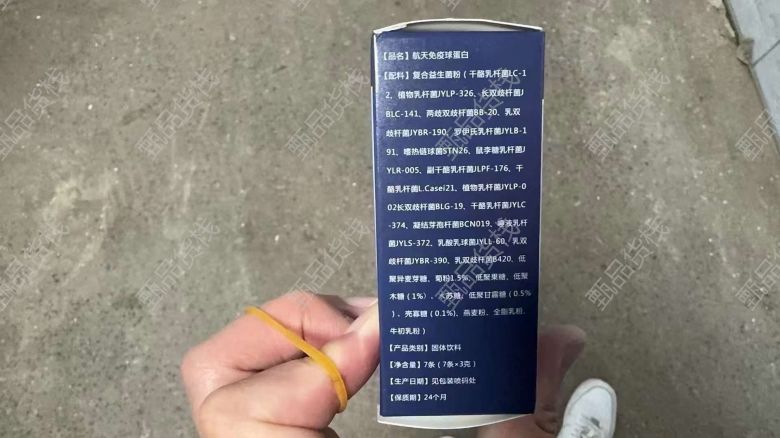 【品名】航天免疫球蛋白
【配料】复合益生菌粉（干酪乳杆菌LC-1
2、植物乳杆菌JYLP-326、长双歧杆菌J
BLC-141、两歧双歧杆菌BB-20、乳双
歧杆菌JYBR-190、罗伊氏乳杆菌JYLB-1
91、嗜热链球菌STN26、鼠李糖乳杆菌J
YLR-005、副干酪乳杆菌JLPF-176、干
酪乳杆菌L.Casei21、植物乳杆菌JYLP-0
02长双歧杆菌BLG-19、干酪乳杆菌JYLC
-374、凝结芽孢杆菌BCN019、唾液乳杆
菌JYLS-372、乳酸乳球菌JYLL-60、乳双
歧杆菌JYBR-390、乳双歧杆菌B420、低
聚异麦芽糖、菊粉1.5%、低聚果糖、低聚
木糖（1%）、水苏糖、低聚甘露糖（0.5%
）、壳寡糖（0.1%）、燕麦粉、全脂乳粉、
牛初乳粉）
【产品类别】固体饮料
【净含量】7条（7条×3克）
【生产日期】见包装喷码处
【保质期】24个月
甄品货栈